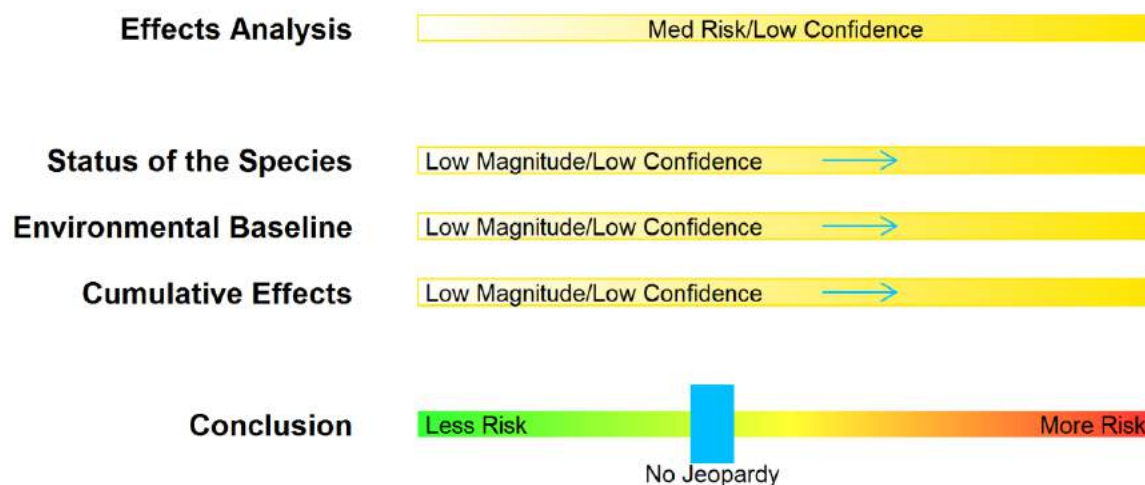 Effects Analysis Med Risk/Low Confidence
Status of the Species Low Magnitude/Low Confidence
Environmental Baseline Low Magnitude/Low Confidence
Cumulative Effects Low Magnitude/Low Confidence
Conclusion Less Risk More Risk
No Jeopardy